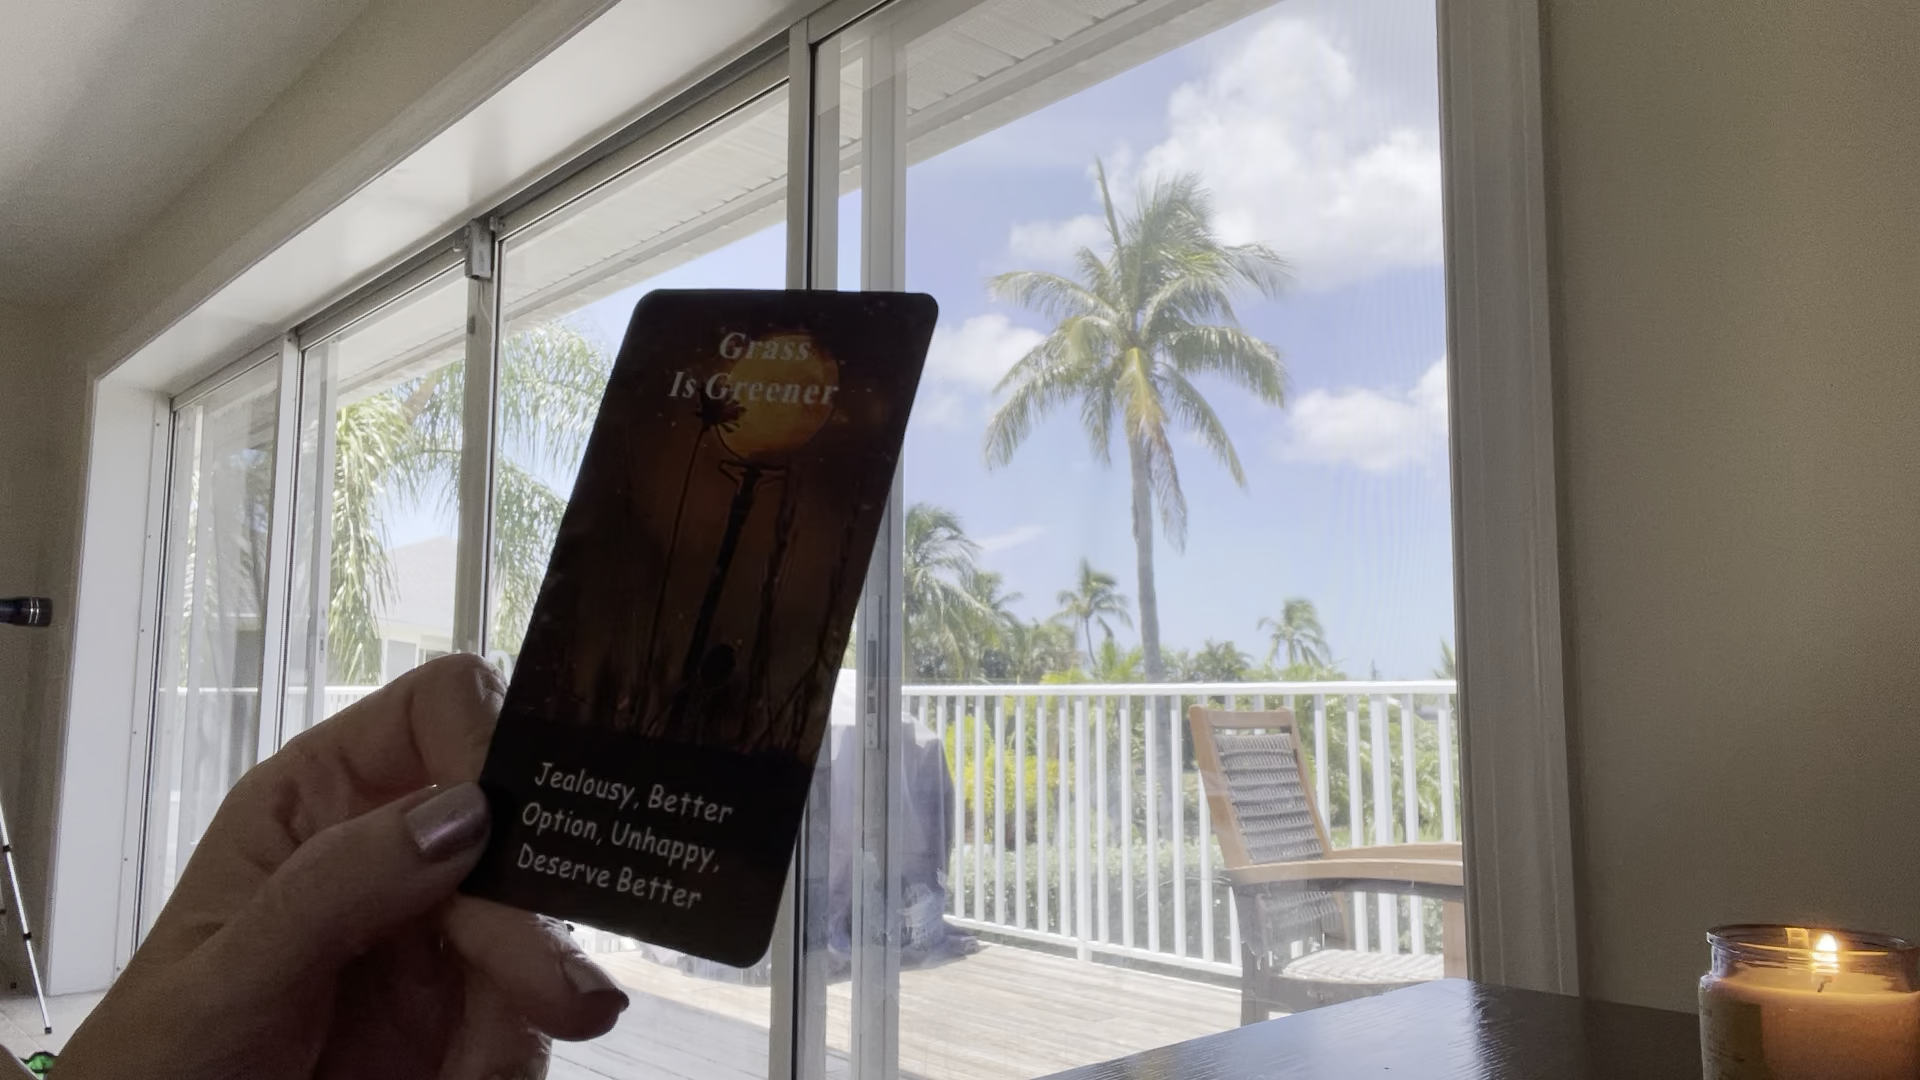 Grass
Is Greener
Jealousy, Better
Option, Unhappy,
Deserve Better